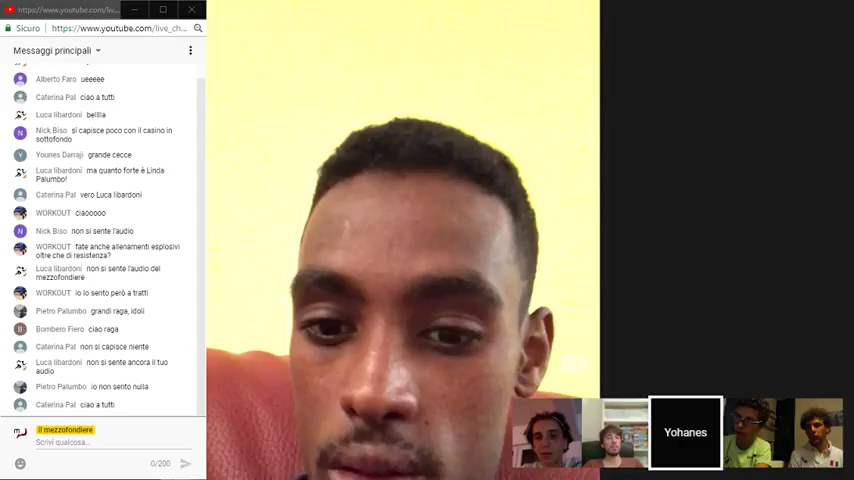 https://www.youtube.com/liv...
Sicuro https://www.youtube.com/live_ch...
Messaggi principali
Alberto Faro ueeeee
Caterina Pal ciao a tutti
Luca libardoni bellla
Nick Biso si capisce poco con il casino in
sottofondo
Younes Darraji grande cecce
Luca libardoni ma quanto forte è Linda
Palumbo!
Caterina Pal vero Luca libardoni
WORKOUT ciaooooo
Nick Biso non si sente l'audio
WORKOUT fate anche allenamenti esplosivi
oltre che di resistenza?
Luca libardoni non si sente l'audio del
mezzofondiere
WORKOUT io lo sento però a tratti
Pietro Palumbo grandi raga, idoli
Bombero Fiero ciao raga
Caterina Pal non si capisce niente
Luca libardoni non si sente ancora il tuo
audio
Pietro Palumbo io non sento nulla
Caterina Pal ciao a tutti
il mezzofondiere
Scrivi qualcosa...
0/200
Yohanes